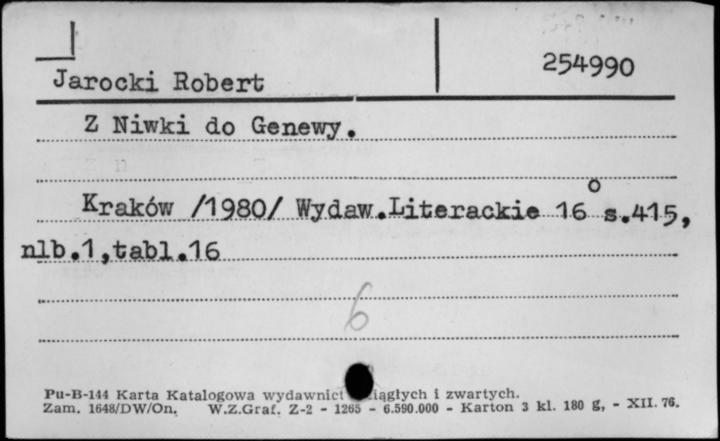 Jarocki Robert
254990
Z Niwki do Genewy.
Kraków /1980/ Wydaw.Literackie 16° s.415,
nlb.1,tabl.16
6
Pu-B-144 Karta Katalogowa wydawnict iągłych i zwartych.
Zam. 1648/DW/On. W.Z.Graf. Z-2 - 1265 - 6.590.000 - Karton 3 kl. 180 g, - XII. 76.